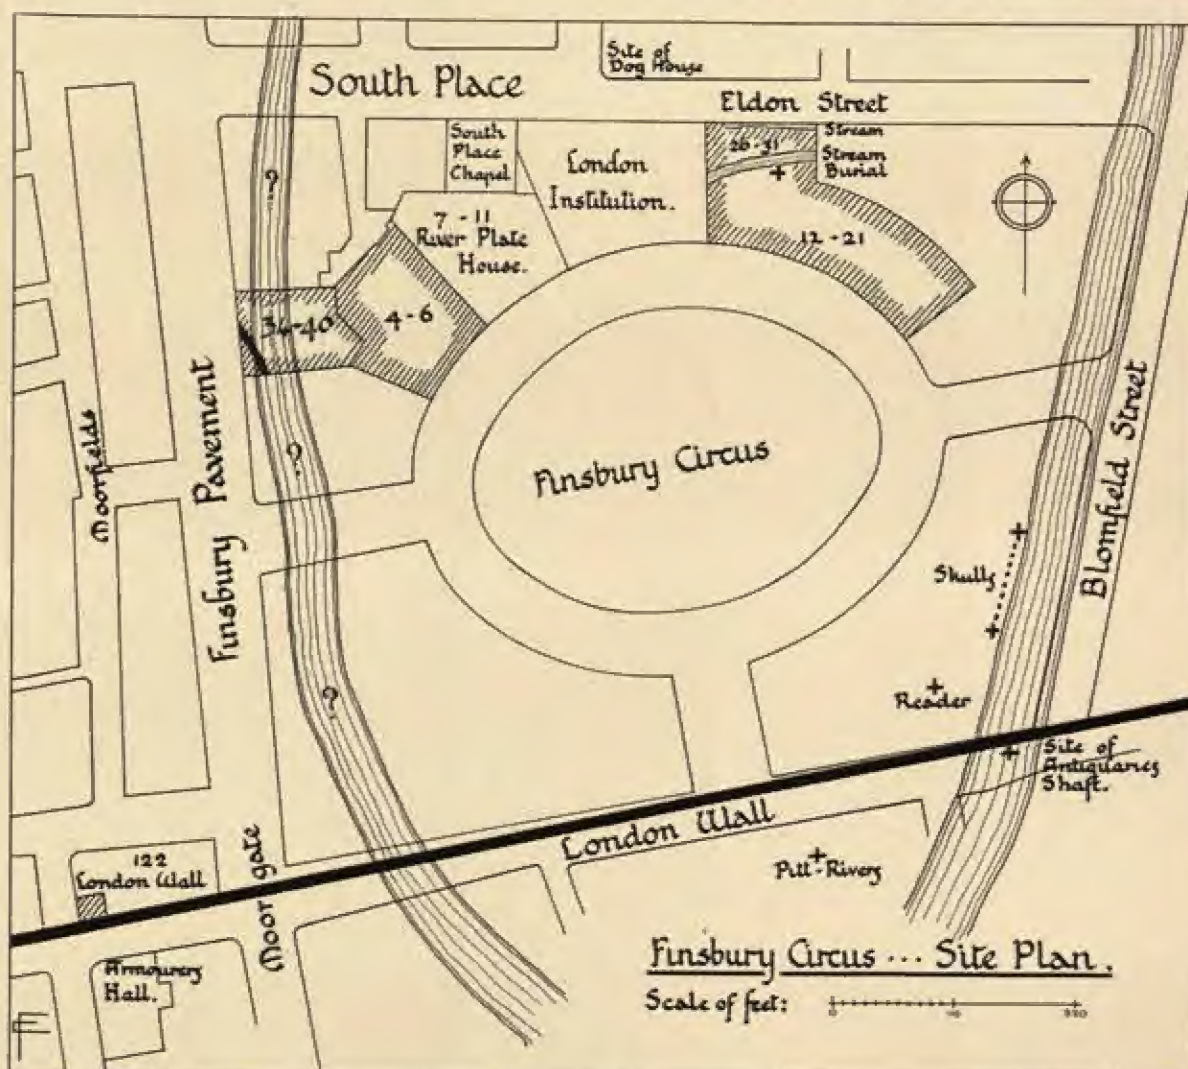 Site of
Dog House
South Place
Eldon Street
South
Place
Chapel
London
Institution.
26-31
Stream
Stream
Burial
?
7 - 11
River Plate
House.
12-21
34-40
4-6
Moorfields
Finsbury Pavement
?
Finsbury Circus
Blomfield Street
Skulls
?
Reader
Site of
Antiquaries
Shaft.
London Wall
122
London Wall
Moorgate
Pitt-Rivers
Armourers
Hall.
Finsbury Circus ... Site Plan.
Scale of feet:
0